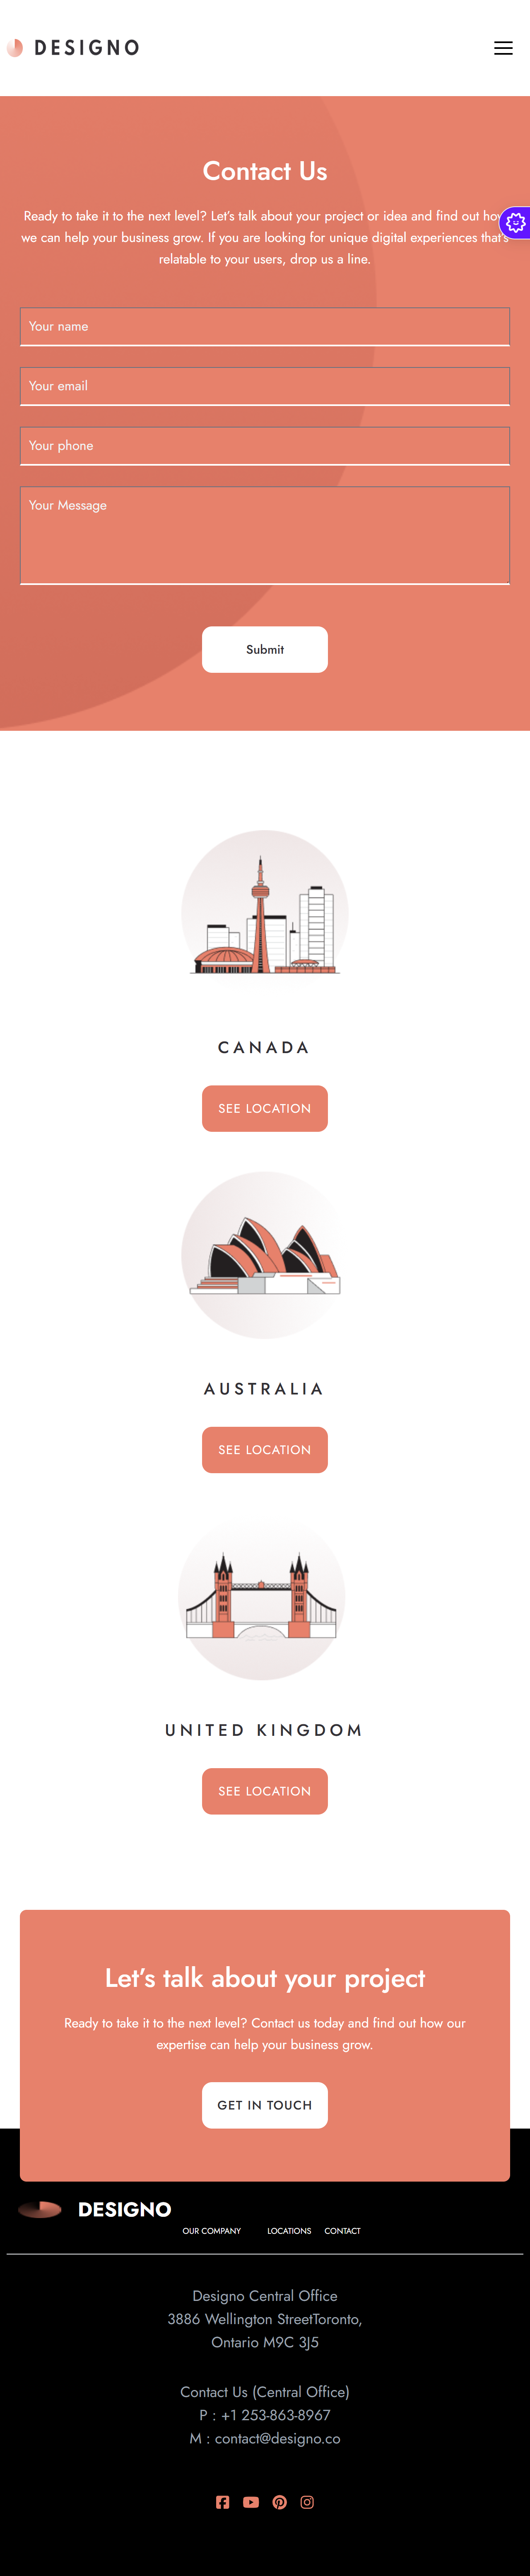 DESIGNO
Contact Us
Ready to take it to the next level? Let's talk about your project or idea and find out how
we can help your business grow. If you are looking for unique digital experiences that's
relatable to your users, drop us a line.
Your name
Your email
Your phone
Your Message
Submit
CANADA
SEE LOCATION
AUSTRALIA
SEE LOCATION
UNITED KINGDOM
SEE LOCATION
Let's talk about your project
Ready to take it to the next level? Contact us today and find out how our
expertise can help your business grow.
GET IN TOUCH
DESIGNO
OUR COMPANY LOCATIONS CONTACT
Designo Central Office
3886 Wellington StreetToronto,
Ontario M9C 3J5
Contact Us (Central Office)
P : +1 253-863-8967
M : contact@designo.co